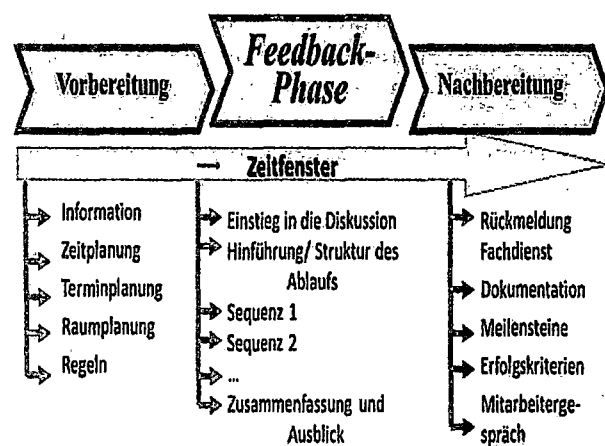 Vorbereitung
Feedback-
Phase
Nachbereitung
Zeitfenster
Information
Zeitplanung
Terminplanung
Raumplanung
Regeln
Einstieg in die Diskussion
Hinführung/ Struktur des
Ablaufs
Sequenz 1
Sequenz 2
...
Zusammenfassung und
Ausblick
Rückmeldung
Fachdienst
Dokumentation
Meilensteine
Erfolgskriterien
Mitarbeiterge-
spräch